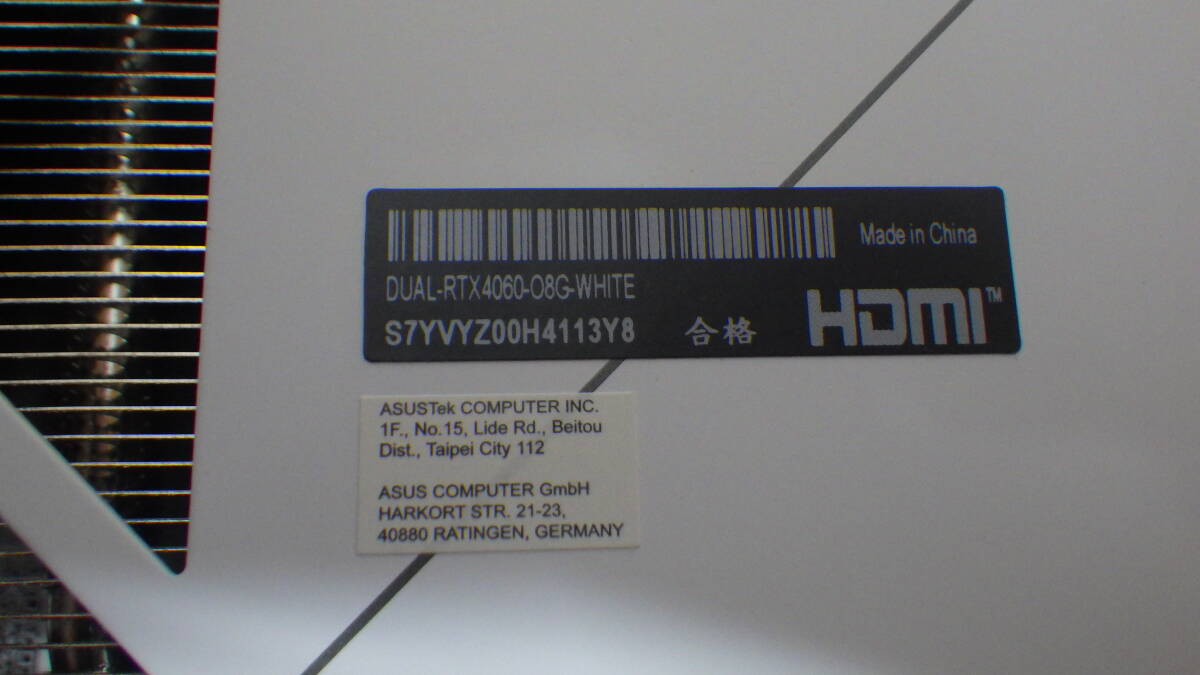 Made in China
DUAL-RTX4060-O8G-WHITE
S7YVYZ00H4113Y8 合格 HDMI™
ASUSTek COMPUTER INC.
1F., No.15, Lide Rd., Beitou
Dist., Taipei City 112
ASUS COMPUTER GmbH
HARKORT STR. 21-23,
40880 RATINGEN, GERMANY